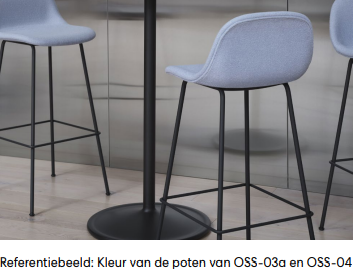 Referentiebeeld: Kleur van de poten van OSS-03a en OSS-04